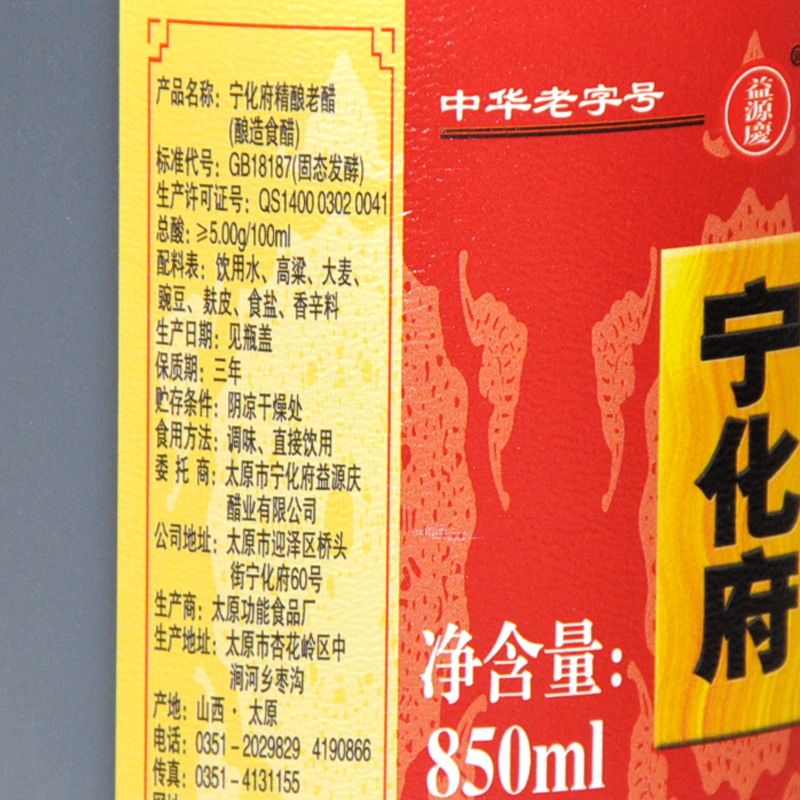 产品名称：宁化府精酿老醋
(酿造食醋)
标准代号：GB18187(固态发酵)
生产许可证号：QS1400 0302 0041
总酸：≥5.00g/100ml
配料表：饮用水、高粱、大麦、
豌豆、麸皮、食盐、香辛料
生产日期：见瓶盖
保质期：三年
贮存条件：阴凉干燥处
食用方法：调味、直接饮用
委托商：太原市宁化府益源庆
醋业有限公司
公司地址：太原市迎泽区桥头
街宁化府60号
生产商：太原功能食品厂
生产地址：太原市杏花岭区中
涧河乡枣沟
产地：山西·太原
电话：0351-2029829 4190866
传真：0351-4131155
中华老字号
益源慶
宁化府
净含量：
850ml